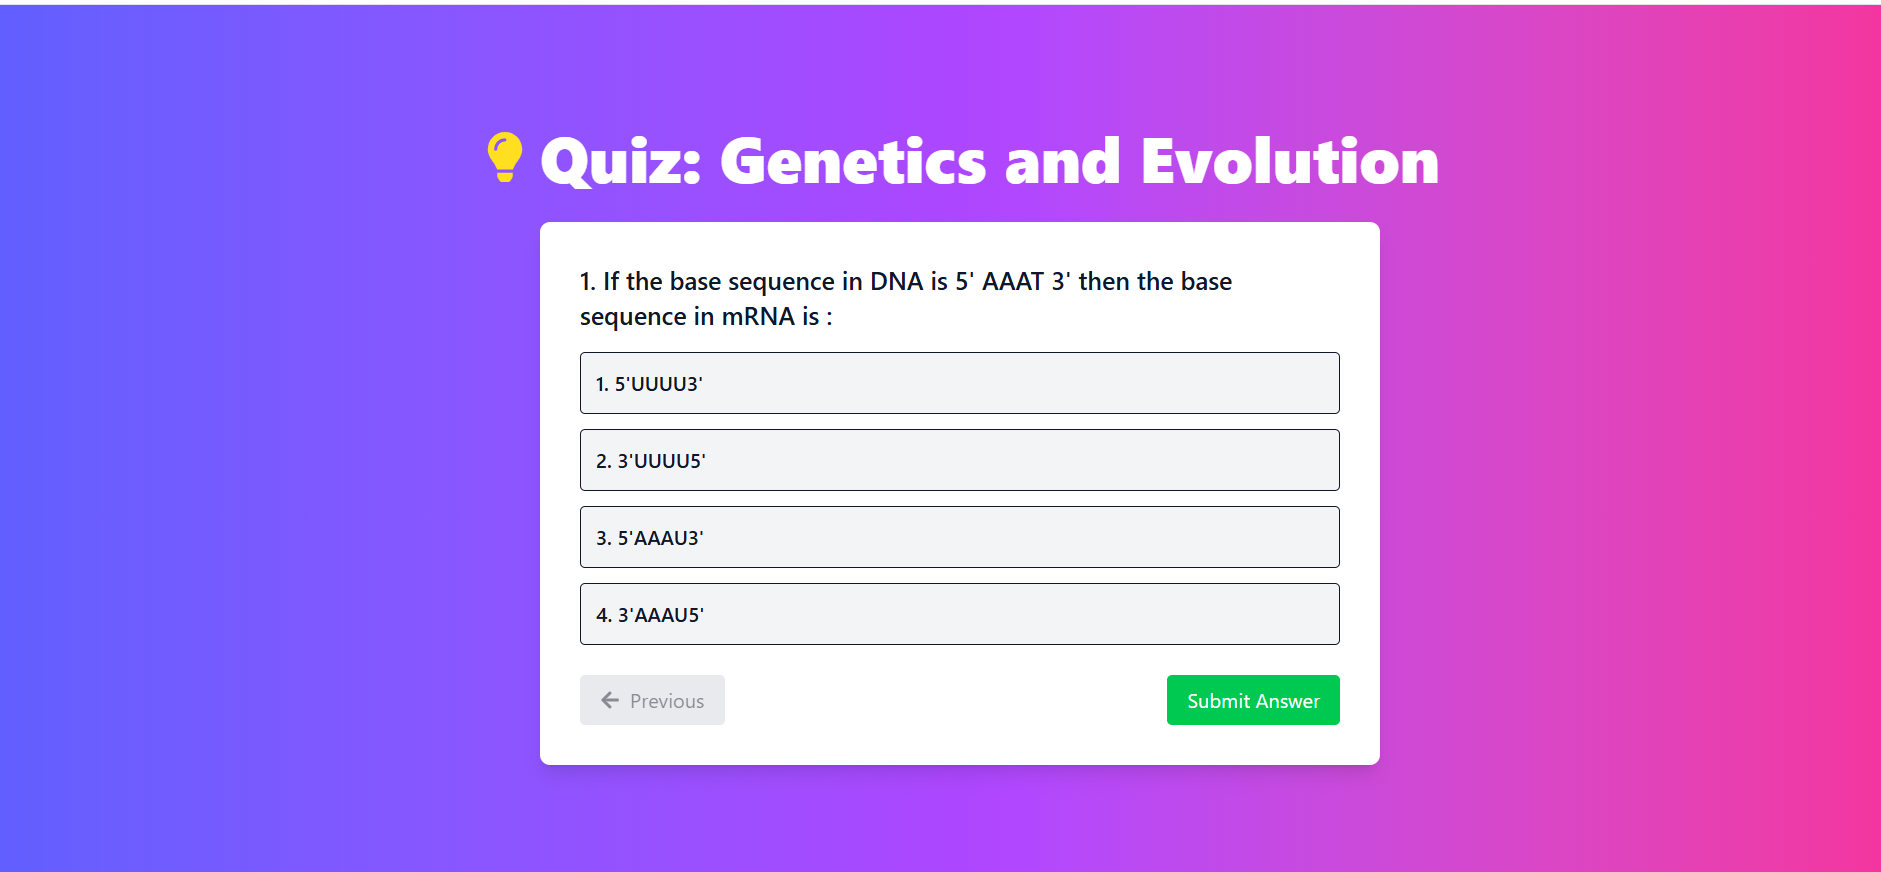 Quiz: Genetics and Evolution
1. If the base sequence in DNA is 5' AAAT 3' then the base
sequence in mRNA is :
1. 5'UUUU3'
2. 3'UUUU5'
3. 5'AAAU3'
4. 3'AAAU5'
Previous
Submit Answer